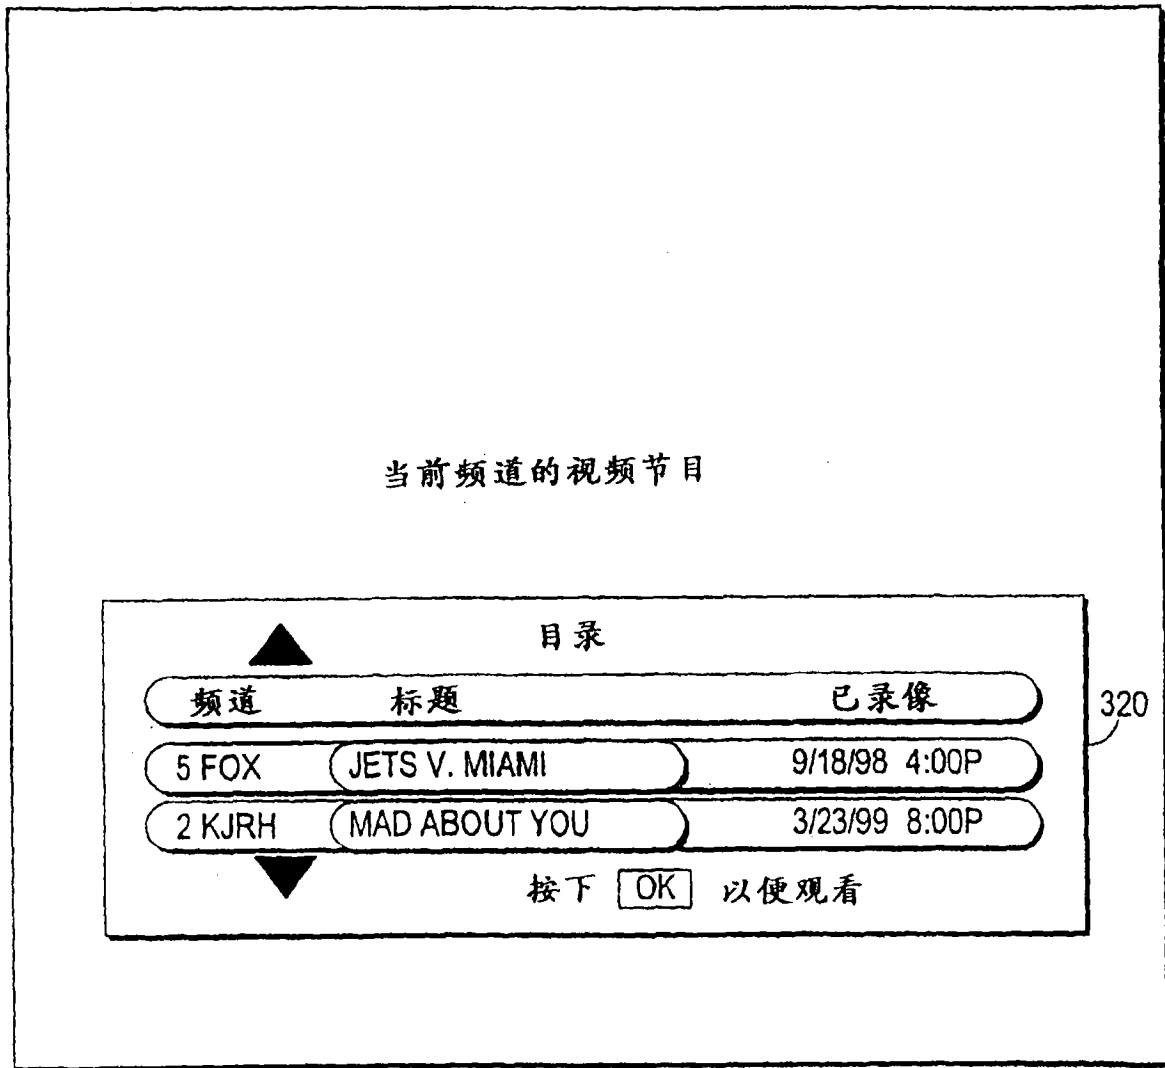 当前频道的视频节目
目录
频道 标题 已录像
5 FOX JETS V. MIAMI 9/18/98 4:00P
2 KJRH MAD ABOUT YOU 3/23/99 8:00P
按下 OK 以便观看
320